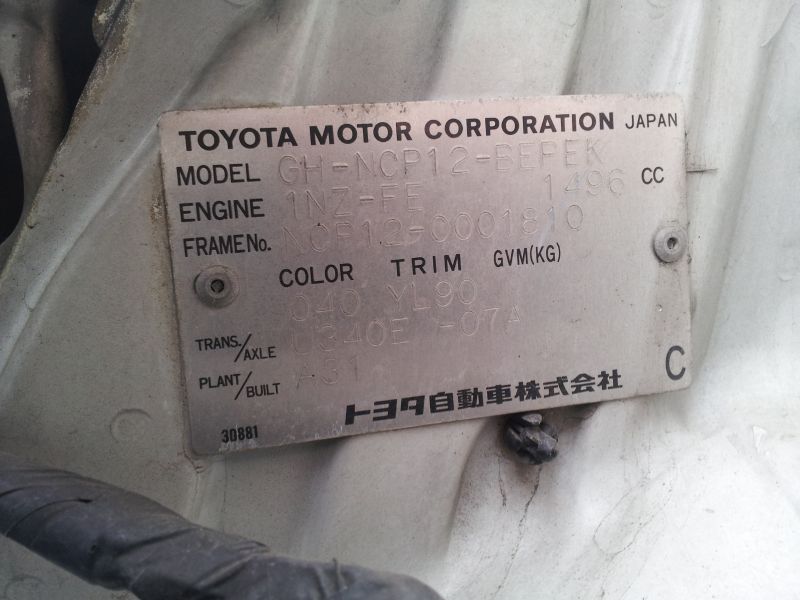 TOYOTA MOTOR CORPORATION JAPAN
MODEL GH-NCP12-BEPEK
ENGINE 1NZ-FE 1496 CC
FRAME No. NCP12-0001810
COLOR TRIM GVM(KG)
040 YL90
TRANS./AXLE U340E -07A
PLANT/BUILT A31
トヨタ自動車株式会社 C
30881